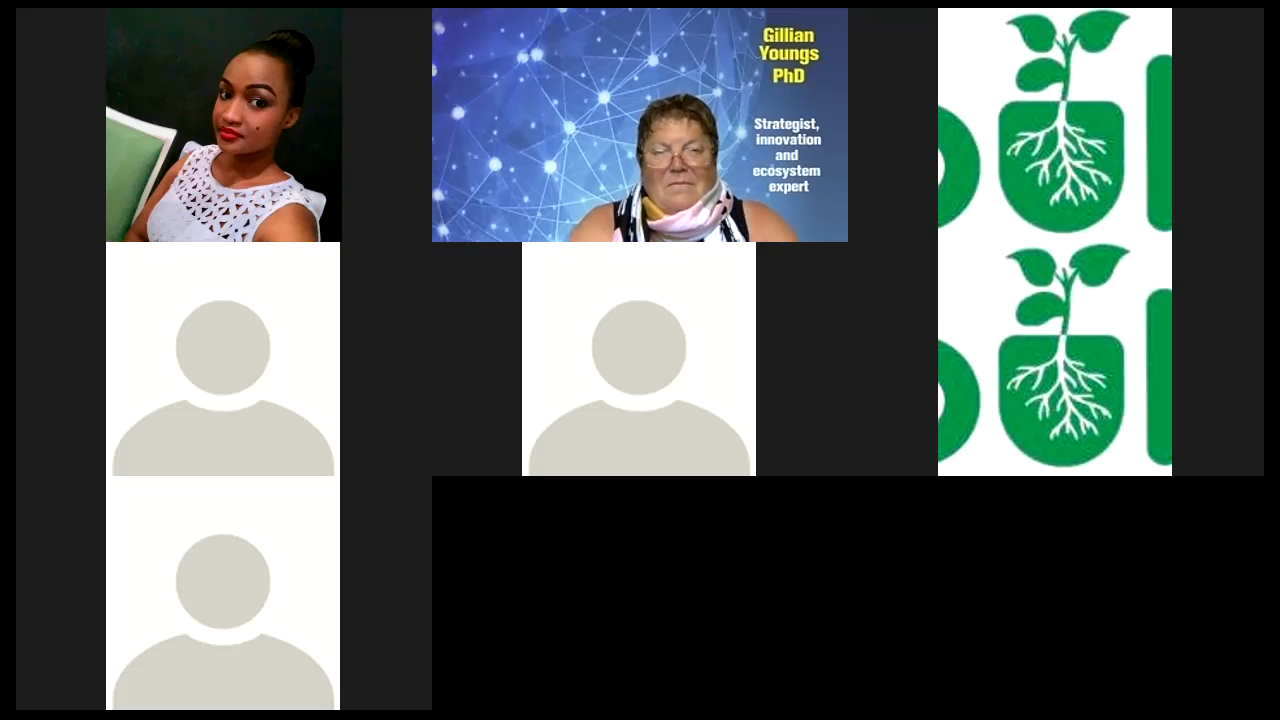 Gillian
Youngs
PhD
Strategist,
innovation
and
ecosystem
expert